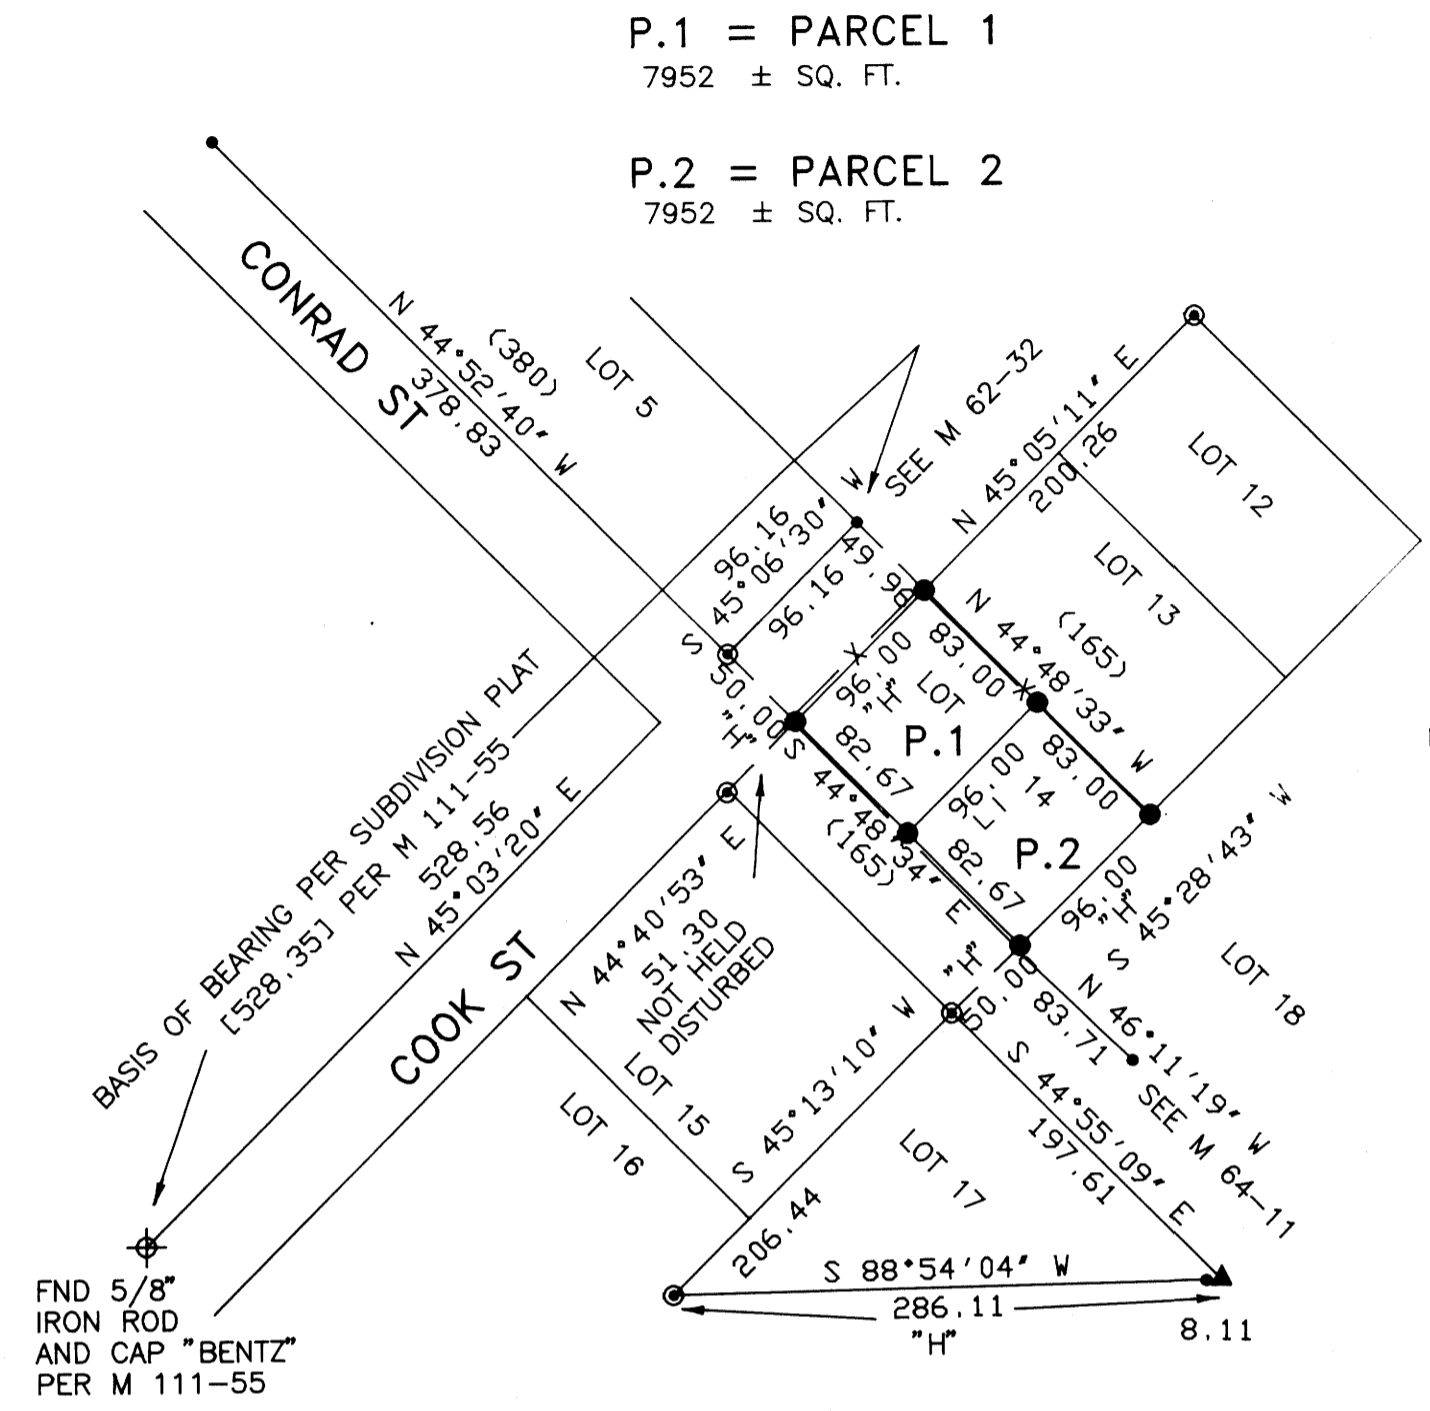 P.1 = PARCEL 1
7952 ± SQ. FT.
P.2 = PARCEL 2
7952 ± SQ. FT.
CONRAD ST
N 44°52'40" W
378.83
(380)
LOT 5
SEE M 62-32
N 45°05'11" E
200.26
LOT 12
LOT 13
96.16
S 45°06'30" W
96.16
49.96
N 44°48'33" W
(165)
83.00
83.00
X
X
96.00
"H"
LOT
14
P.1
96.00
P.2
82.67
82.67
S 44°48'34" E
(165)
50.00
"H"
96.00
"H"
S 45°28'43" W
LOT 18
"H"
50.00
N 46°11'19" W
83.71
SEE M 64-11
S 44°55'09" E
197.61
BASIS OF BEARING PER SUBDIVISION PLAT
[528.35] PER M 111-55
528.56
N 45°03'20" E
COOK ST
N 44°40'53" E
51.30
NOT HELD
DISTURBED
LOT 15
LOT 16
S 45°13'10" W
206.44
LOT 17
S 88°54'04" W
286.11
"H"
8.11
FND 5/8"
IRON ROD
AND CAP "BENTZ"
PER M 111-55